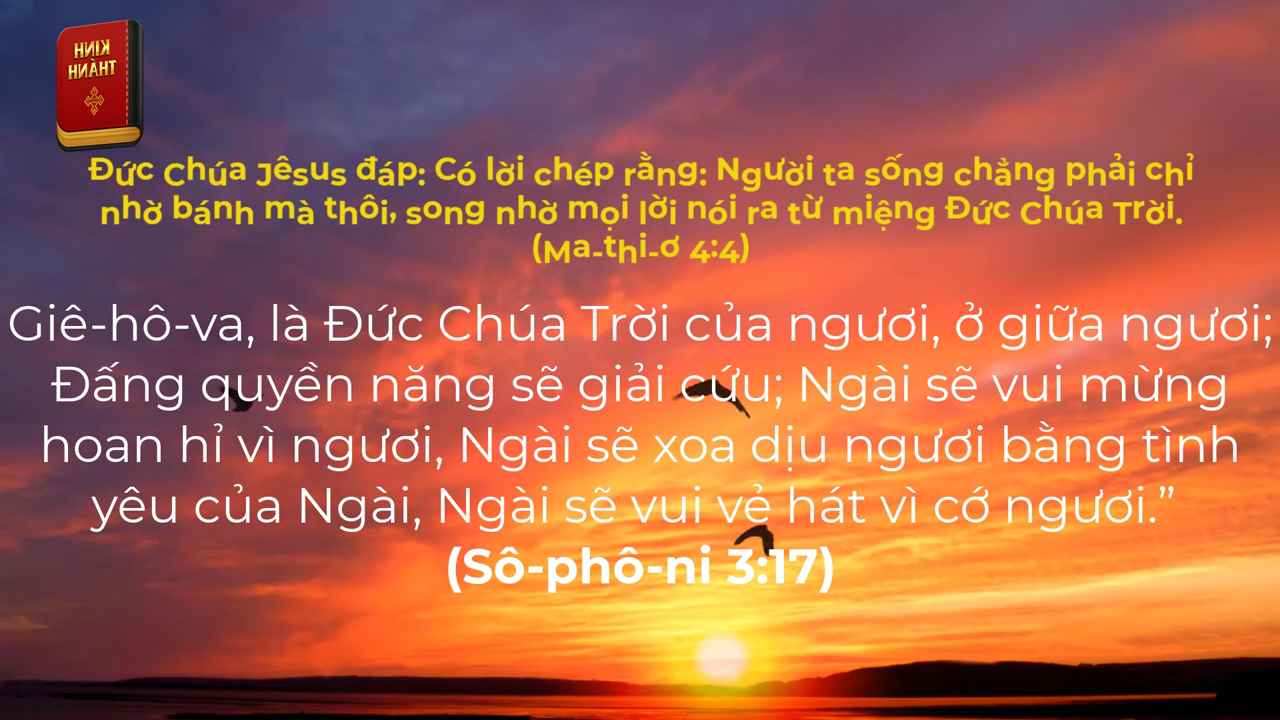 KINH
THÁNH
Đức Chúa Jêsus đáp: Có lời chép rằng: Người ta sống chẳng phải chỉ
nhờ bánh mà thôi, song nhờ mọi lời nói ra từ miệng Đức Chúa Trời.
(Ma-thi-ơ 4:4)
Giê-hô-va, là Đức Chúa Trời của ngươi, ở giữa ngươi;
Đấng quyền năng sẽ giải cứu; Ngài sẽ vui mừng
hoan hỉ vì ngươi, Ngài sẽ xoa dịu ngươi bằng tình
yêu của Ngài, Ngài sẽ vui vẻ hát vì cớ ngươi.”
(Sô-phô-ni 3:17)